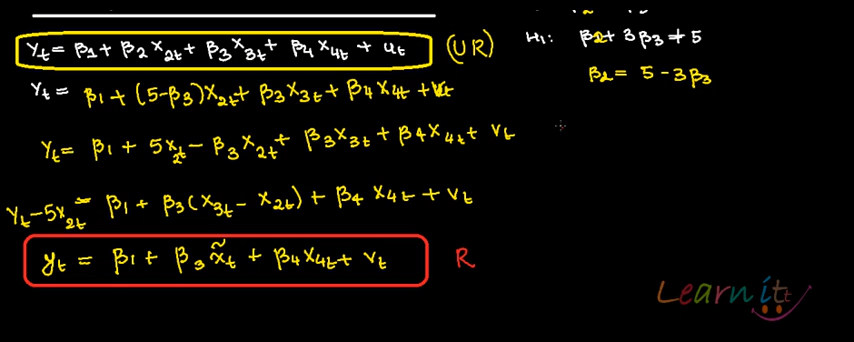 Yt = β1 + β2 X2t + β3 X3t + β4 X4t + ut (UR)
Yt = β1 + (5-β3)X2t + β3 X3t + β4 X4t + Vt
Yt = β1 + 5X2t - β3 X2t + β3 X3t + β4 X4t + Vt
Yt - 5X2t = β1 + β3 (X3t - X2t) + β4 X4t + Vt
yt = β1 + β3 x̃t + β4 X4t + Vt R
H1: β2 + 3β3 ≠ 5
β2 = 5 - 3β3
Learnitt